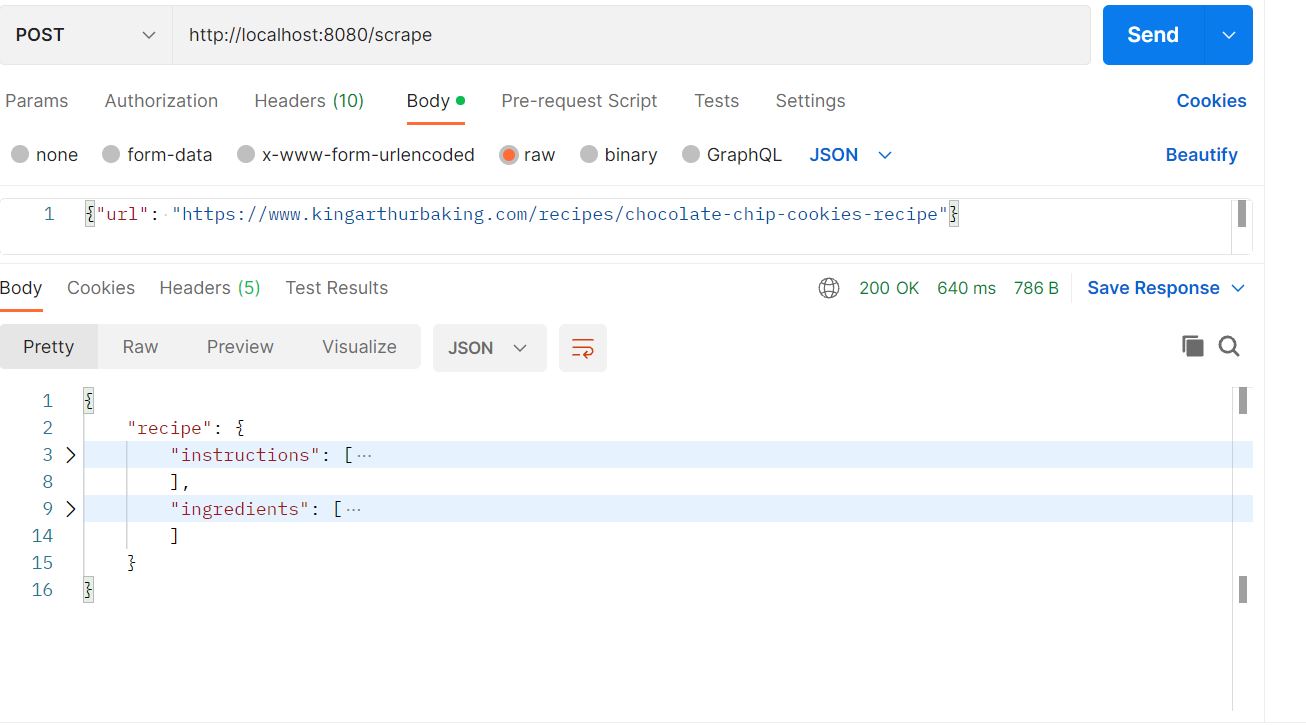 POST http://localhost:8080/scrape Send
Params Authorization Headers (10) Body Pre-request Script Tests Settings Cookies
none form-data x-www-form-urlencoded raw binary GraphQL JSON Beautify
1 {"url": "https://www.kingarthurbaking.com/recipes/chocolate-chip-cookies-recipe"}
Body Cookies Headers (5) Test Results 200 OK 640 ms 786 B Save Response
Pretty Raw Preview Visualize JSON
1 {
2 "recipe": {
3 "instructions": [···
8 ],
9 "ingredients": [···
14 ]
15 }
16 }